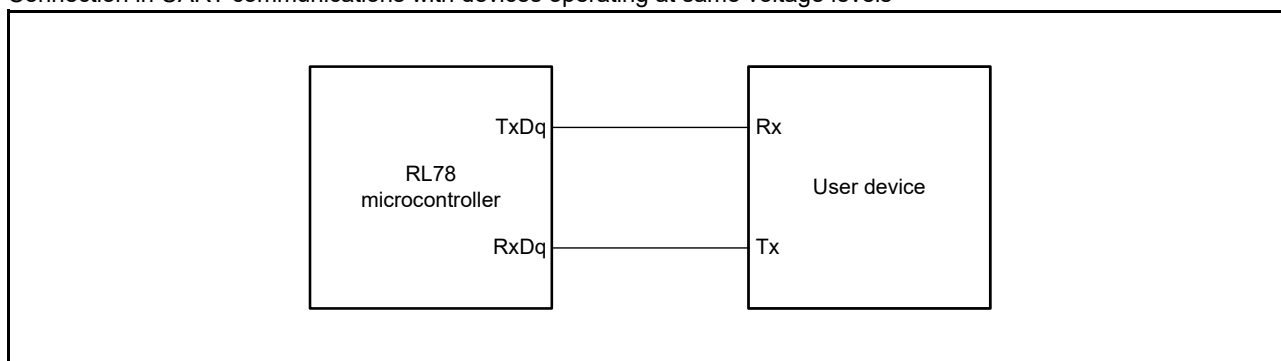 Connection in UART communications with devices operating at same voltage levels
TxDq
Rx
RL78
microcontroller
User device
RxDq
Tx